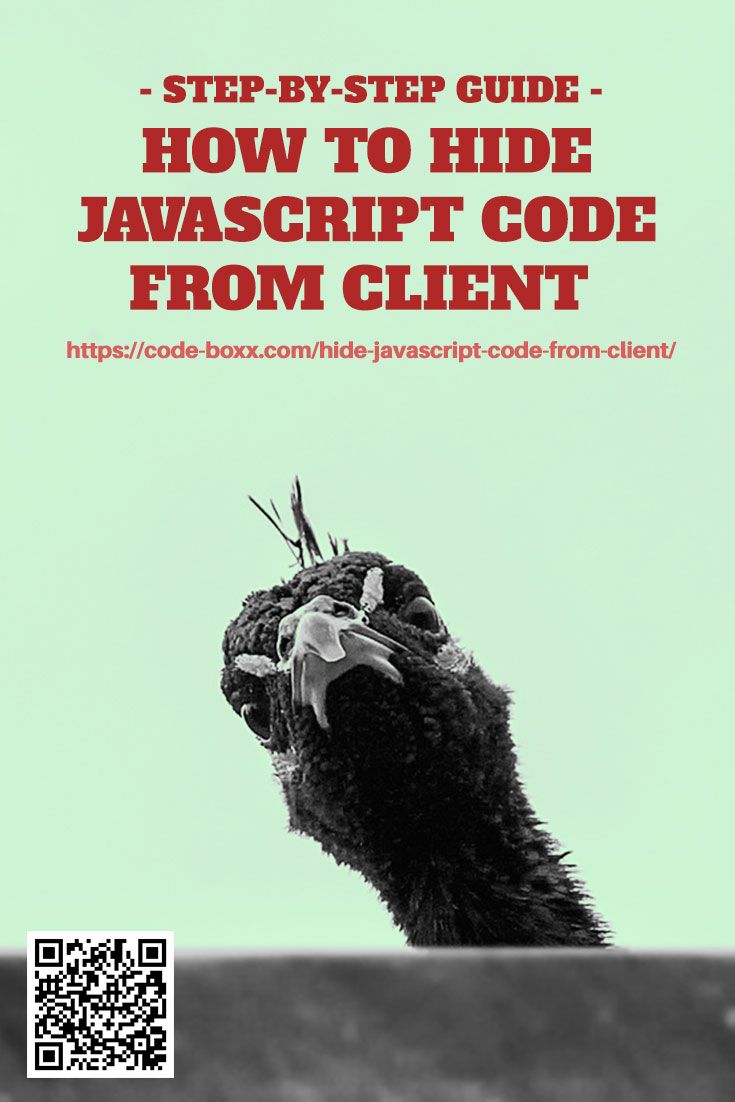 - STEP-BY-STEP GUIDE -
HOW TO HIDE
JAVASCRIPT CODE
FROM CLIENT
https://code-boxx.com/hide-javascript-code-from-client/